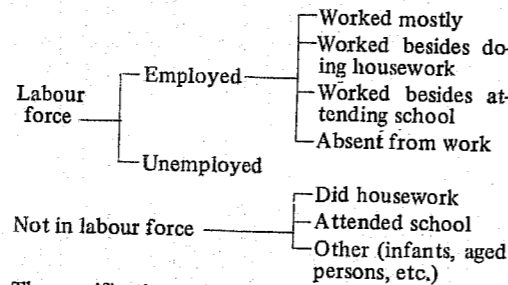 Worked mostly
Worked besides do-
Employed
ing housework
Labour
Worked besides at-
force
tending school
Absent from work
Unemployed
Did housework
Not in labour force
Attended school
Other (infants, aged
persons, etc.)